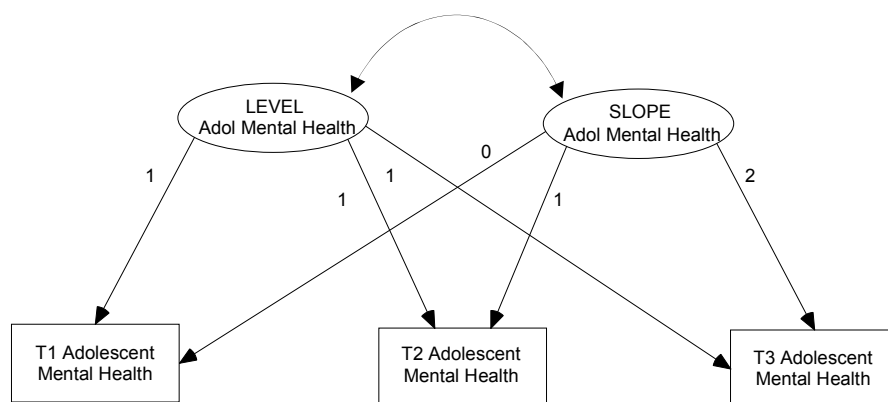 LEVEL
Adol Mental Health
SLOPE
Adol Mental Health
0
1
1
2
1
1
T1 Adolescent
Mental Health
T2 Adolescent
Mental Health
T3 Adolescent
Mental Health